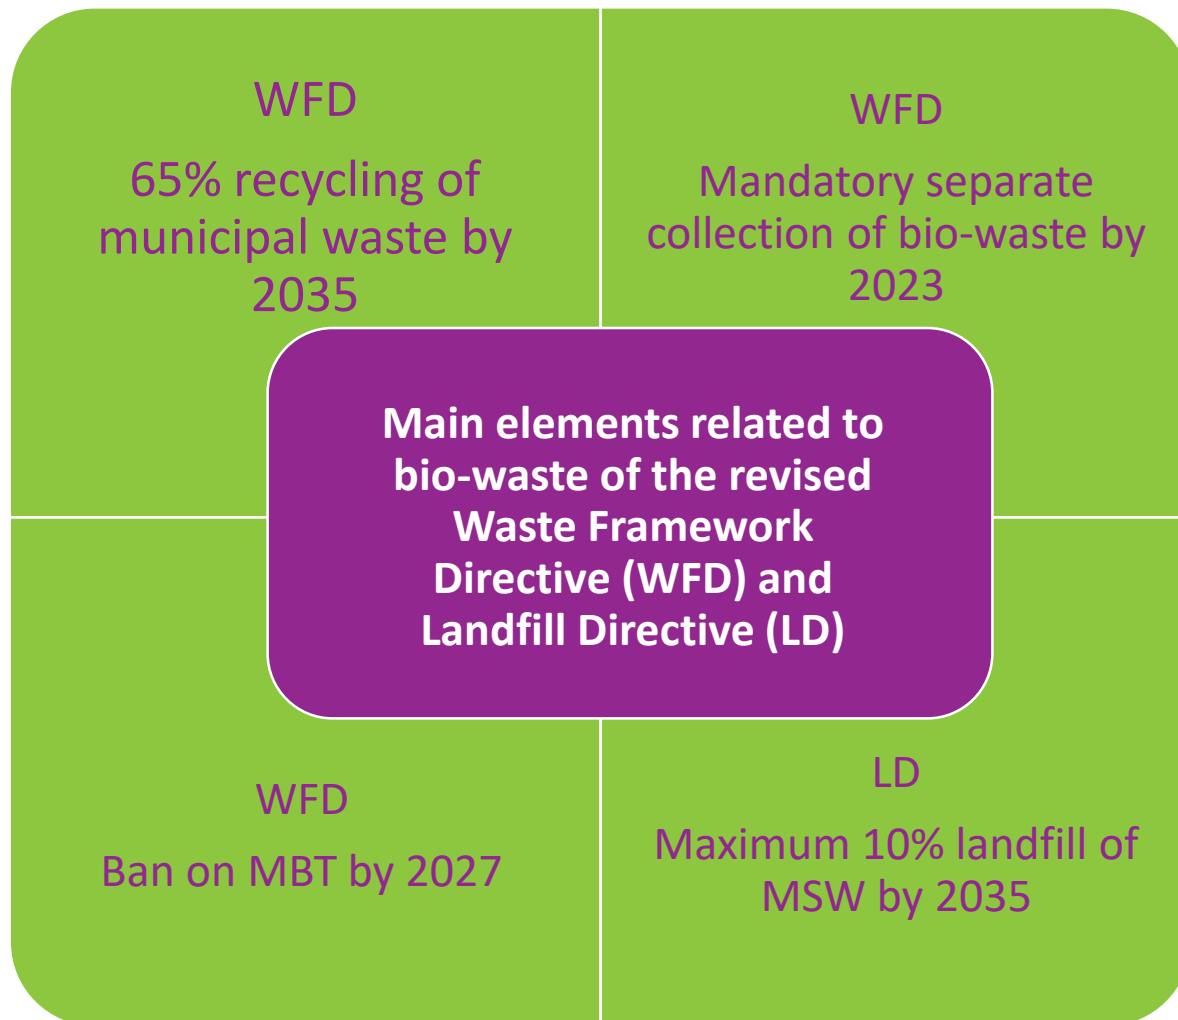 WFD
65% recycling of
municipal waste by
2035
WFD
Mandatory separate
collection of bio-waste by
2023
Main elements related to
bio-waste of the revised
Waste Framework
Directive (WFD) and
Landfill Directive (LD)
WFD
Ban on MBT by 2027
LD
Maximum 10% landfill of
MSW by 2035